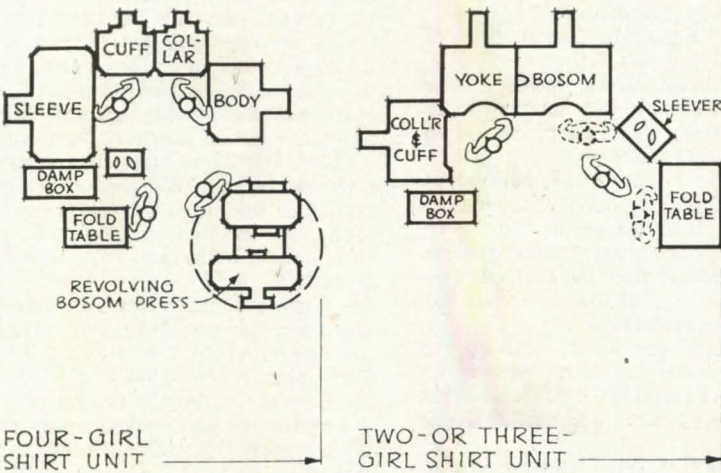 CUFF
COL-
LAR
SLEEVE
BODY
DAMP
BOX
FOLD
TABLE
REVOLVING
BOSOM PRESS
FOUR-GIRL
SHIRT UNIT
YOKE
BOSOM
SLEEVER
COLL'R
&
CUFF
DAMP
BOX
FOLD
TABLE
TWO-OR THREE-
GIRL SHIRT UNIT